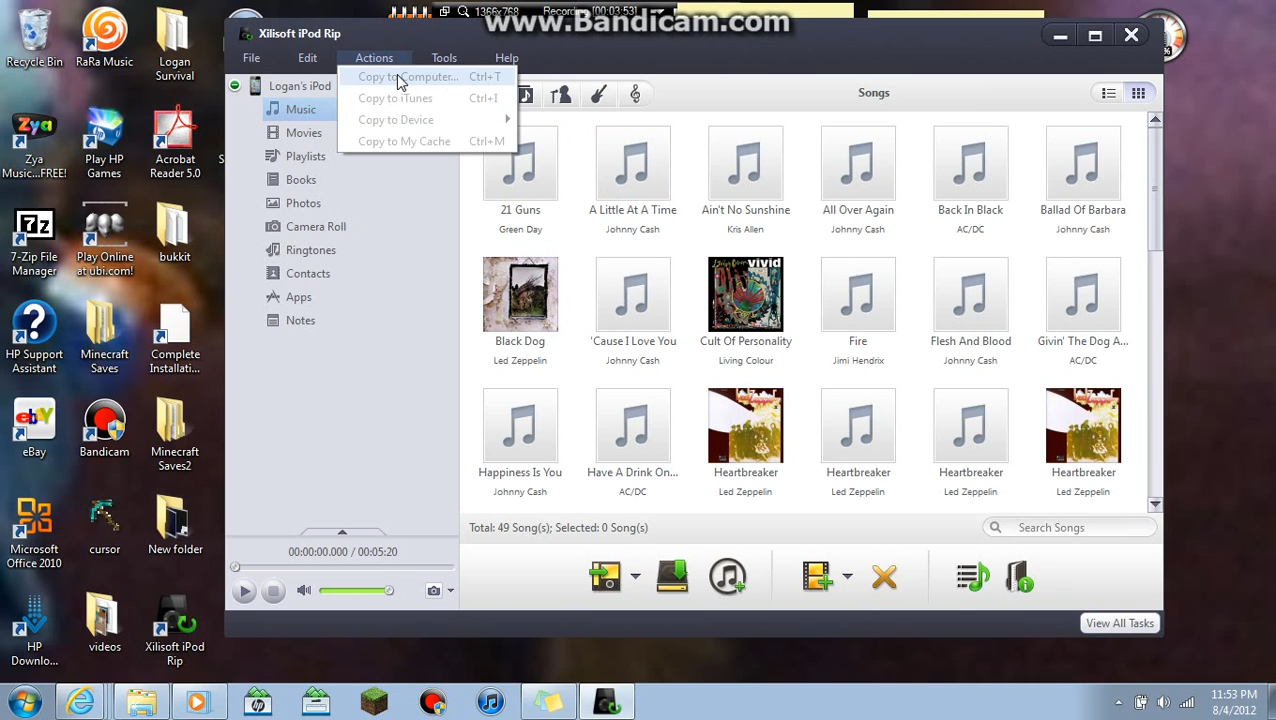 1366x768
Recording [00:03:53]
www.Bandicam.com
Xilisoft iPod Rip
File Edit Actions Tools Help
Copy to Computer... Ctrl+T
Copy to iTunes Ctrl+I
Copy to Device
Copy to My Cache Ctrl+M
Logan's iPod
Music
Movies
Playlists
Books
Photos
Camera Roll
Ringtones
Contacts
Apps
Notes
00:00:00.000 / 00:05:20
Songs
21 Guns
Green Day
A Little At A Time
Johnny Cash
Ain't No Sunshine
Kris Allen
All Over Again
Johnny Cash
Back In Black
AC/DC
Ballad Of Barbara
Johnny Cash
Black Dog
Led Zeppelin
'Cause I Love You
Johnny Cash
vivid
Cult Of Personality
Living Colour
Fire
Jimi Hendrix
Flesh And Blood
Johnny Cash
Givin' The Dog A...
AC/DC
Happiness Is You
Johnny Cash
Have A Drink On...
AC/DC
Heartbreaker
Led Zeppelin
Heartbreaker
Led Zeppelin
Heartbreaker
Led Zeppelin
Heartbreaker
Led Zeppelin
Total: 49 Song(s); Selected: 0 Song(s)
Search Songs
View All Tasks
Recycle Bin
RaRa Music
Logan
Survival
Zya
Zya
Music...FREE!
Play HP
Games
Acrobat
Reader 5.0
7z
7-Zip File
Manager
Play Online
at ubi.com!
bukkit
HP Support
Assistant
Minecraft
Saves
Complete
Installati...
ebY
eBay
Bandicam
Minecraft
Saves2
Microsoft
Office 2010
cursor
New folder
HP
Downlo...
videos
Xilisoft iPod
Rip
11:53 PM
8/4/2012